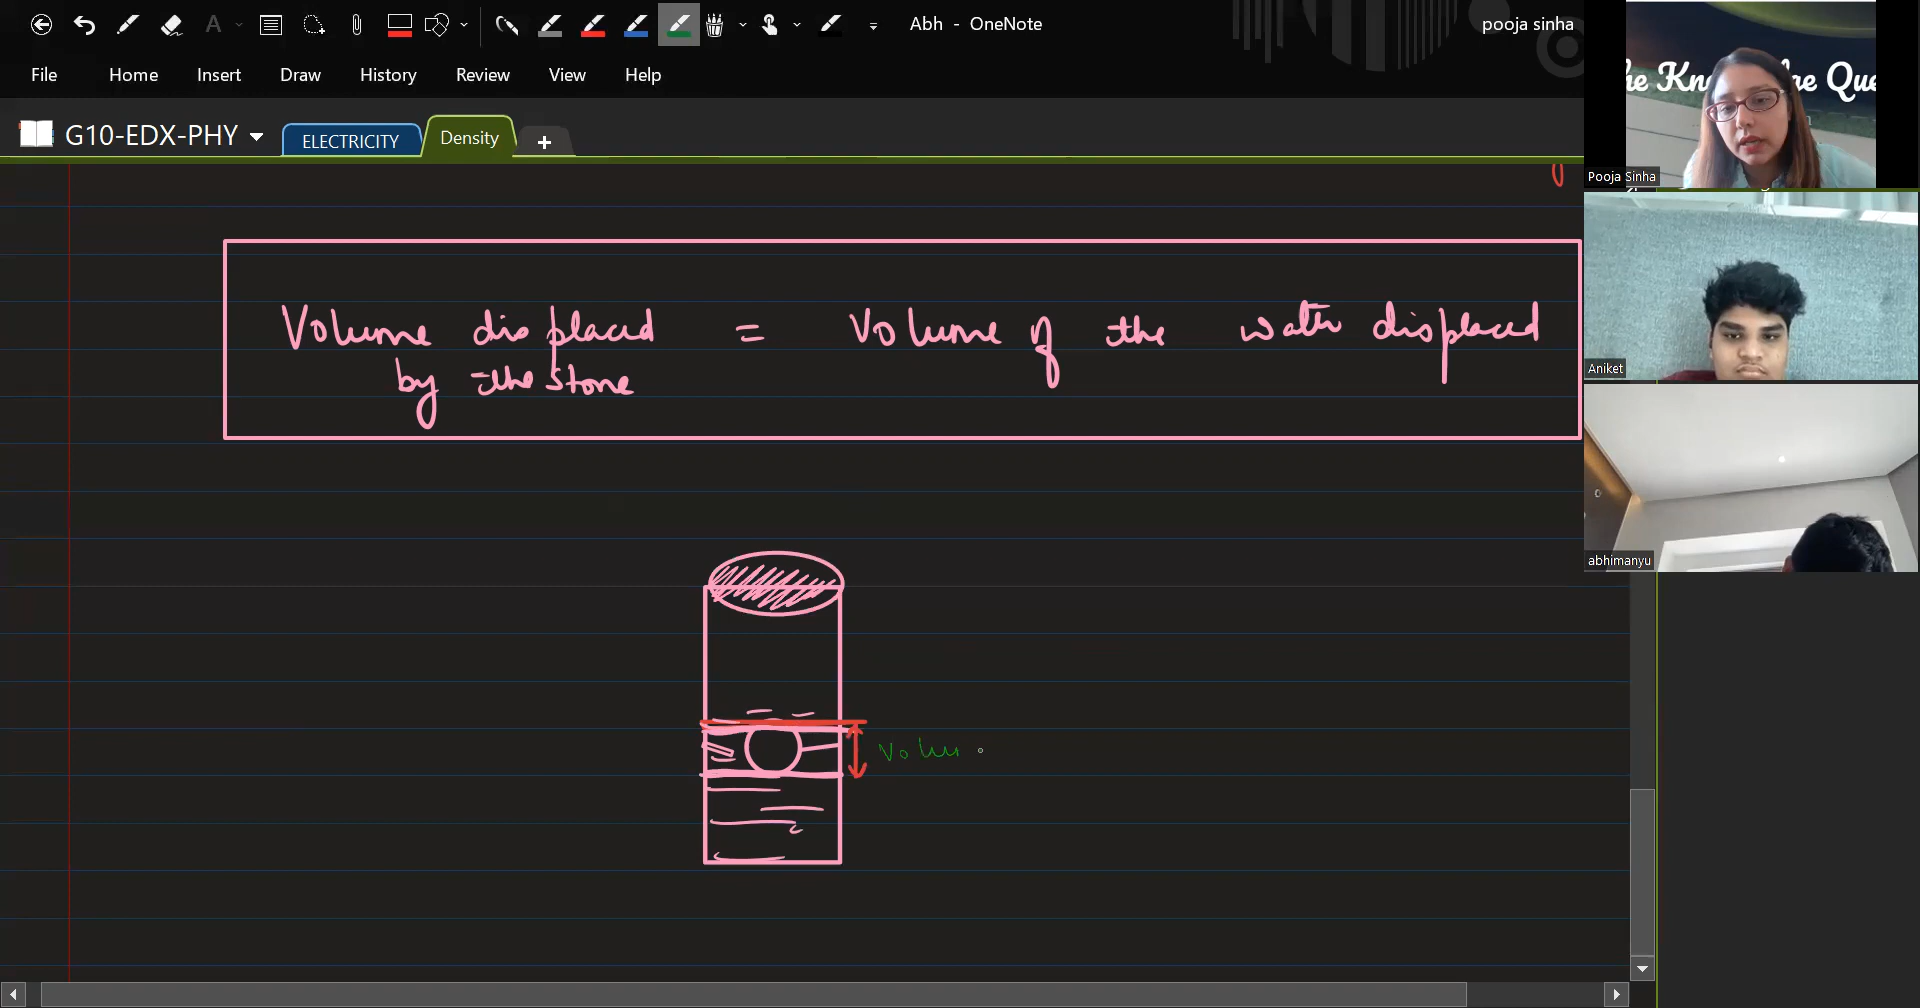 Abh - OneNote
pooja sinha
File Home Insert Draw History Review View Help
G10-EDX-PHY ELECTRICITY Density +
Pooja Sinha
Aniket
abhimanyu
Volume displaced = Volume of the water displaced
by the stone
Volu